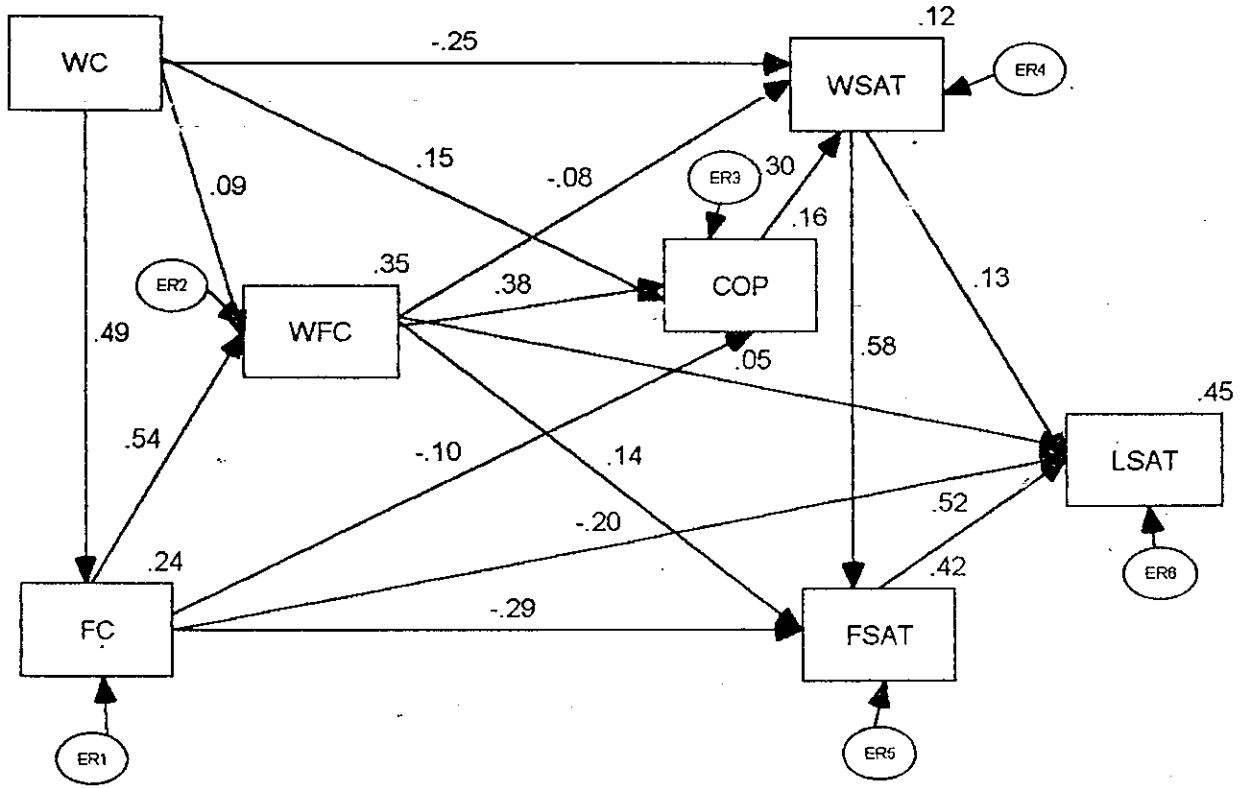 .12
WC
-.25
WSAT
ER4
.15
-.08
ER3
.30
.09
.16
.35
ER2
.38
COP
.13
WFC
.49
.05
.58
.45
.54
-.10
.14
LSAT
-.20
.52
.24
.42
ER6
-.29
FC
FSAT
ER1
ER5